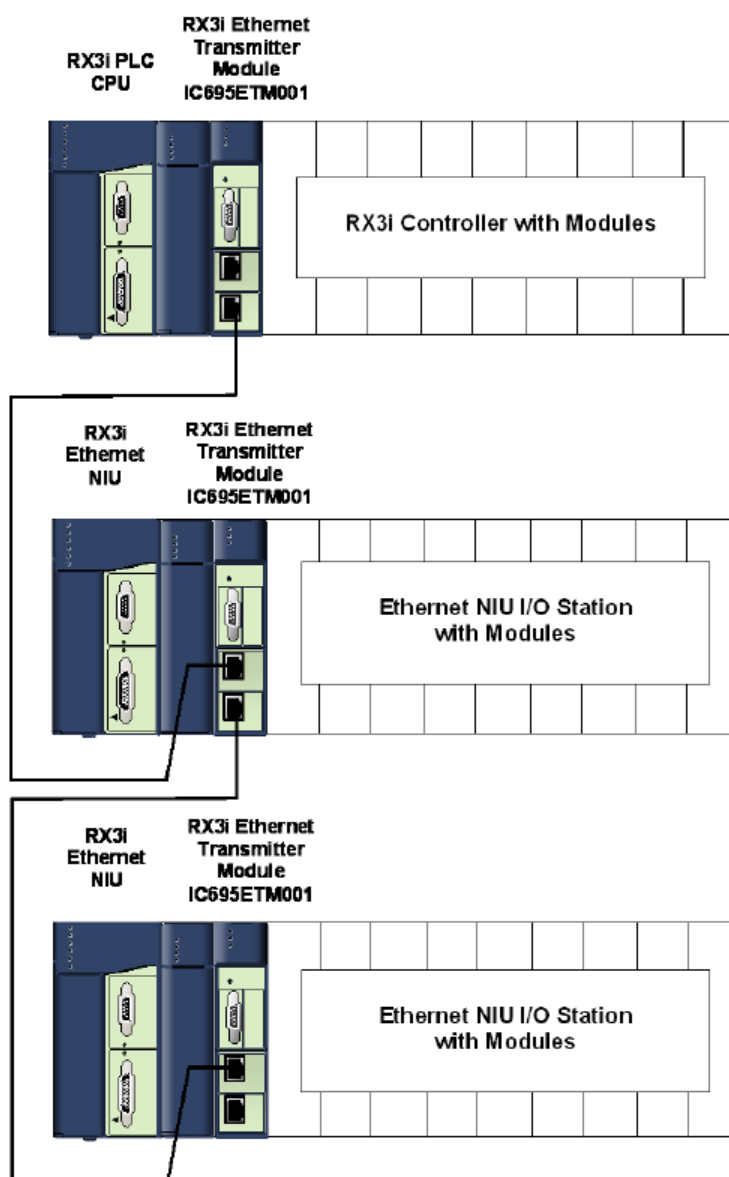 RX3i PLC
CPU
RX3i Ethernet
Transmitter
Module
IC695ETM001
RX3i Controller with Modules
RX3i
Ethernet
NIU
RX3i Ethernet
Transmitter
Module
IC695ETM001
Ethernet NIU I/O Station
with Modules
RX3i
Ethernet
NIU
RX3i Ethernet
Transmitter
Module
IC695ETM001
Ethernet NIU I/O Station
with Modules